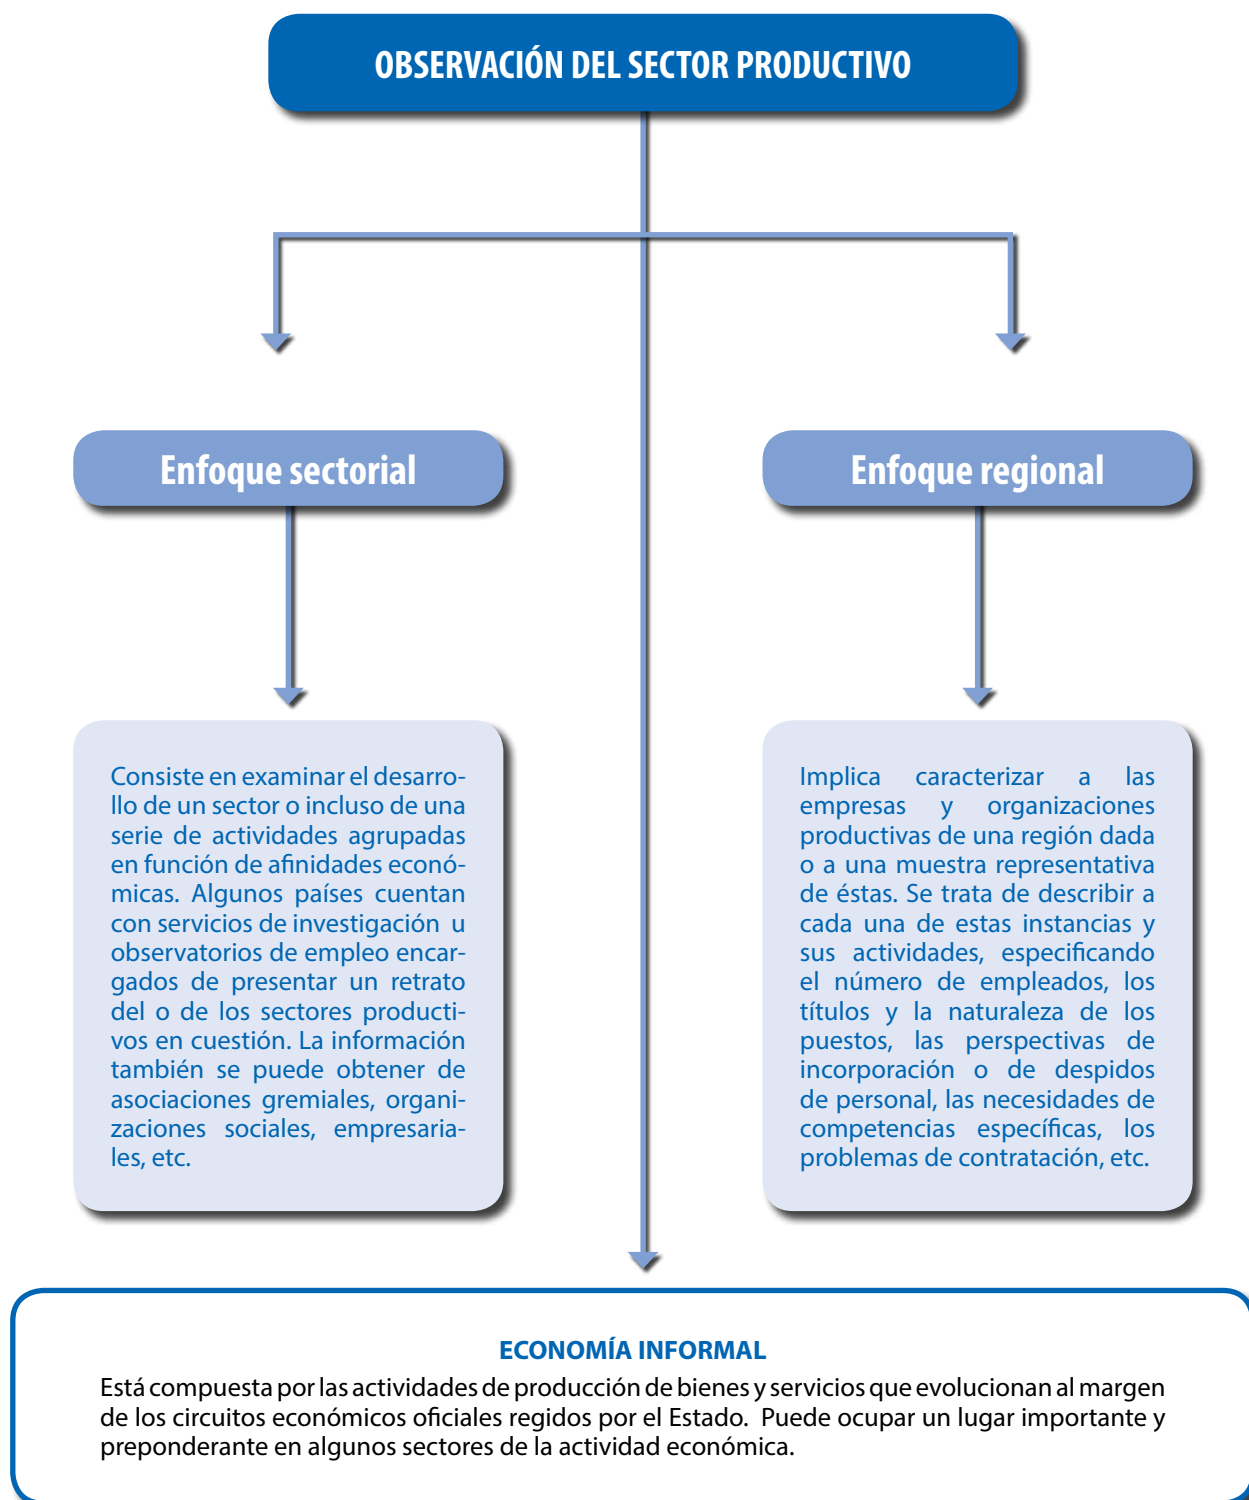 OBSERVACIÓN DEL SECTOR PRODUCTIVO
Enfoque sectorial
Consiste en examinar el desarro-
llo de un sector o incluso de una
serie de actividades agrupadas
en función de afinidades econó-
micas. Algunos países cuentan
con servicios de investigación u
observatorios de empleo encar-
gados de presentar un retrato
del o de los sectores producti-
vos en cuestión. La información
también se puede obtener de
asociaciones gremiales, organi-
zaciones sociales, empresaria-
les, etc.
Enfoque regional
Implica caracterizar a las
empresas y organizaciones
productivas de una región dada
o a una muestra representativa
de éstas. Se trata de describir a
cada una de estas instancias y
sus actividades, especificando
el número de empleados, los
títulos y la naturaleza de los
puestos, las perspectivas de
incorporación o de despidos
de personal, las necesidades de
competencias específicas, los
problemas de contratación, etc.
ECONOMÍA INFORMAL
Está compuesta por las actividades de producción de bienes y servicios que evolucionan al margen
de los circuitos económicos oficiales regidos por el Estado. Puede ocupar un lugar importante y
preponderante en algunos sectores de la actividad económica.